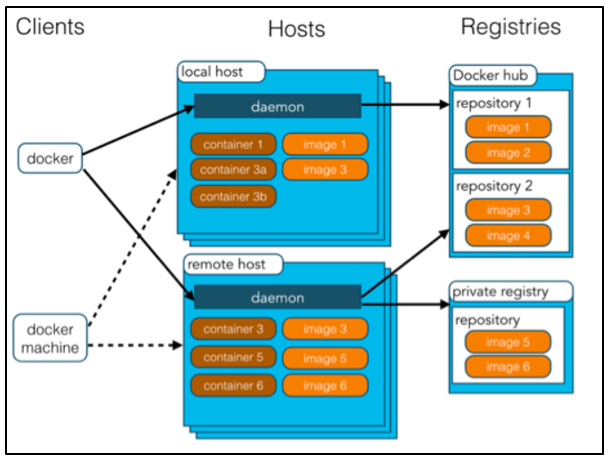 Clients
Hosts
Registries
docker
docker
machine
local host
daemon
container 1
image 1
container 3a
image 3
container 3b
remote host
daemon
container 3
image 3
container 5
image 5
container 6
image 6
Docker hub
repository 1
image 1
image 2
repository 2
image 3
image 4
private registry
repository
image 5
image 6